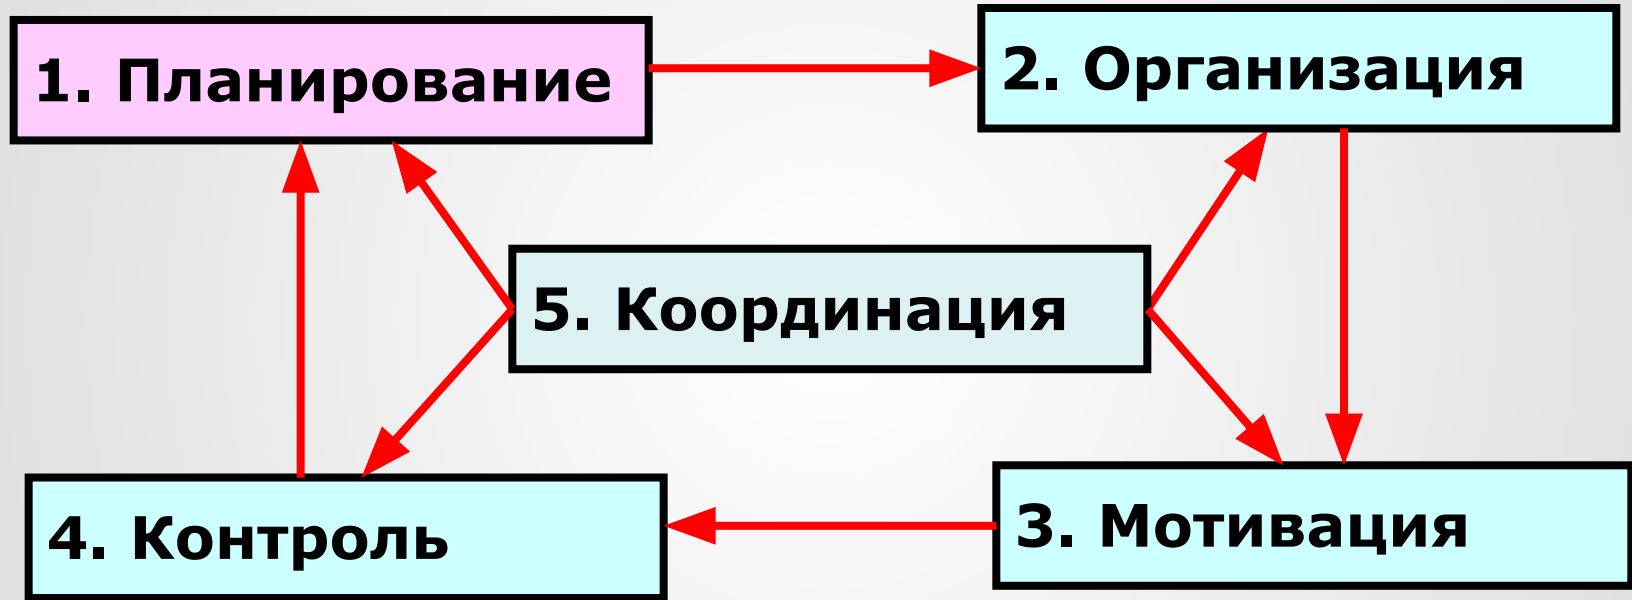 1. Планирование
2. Организация
5. Координация
4. Контроль
3. Мотивация